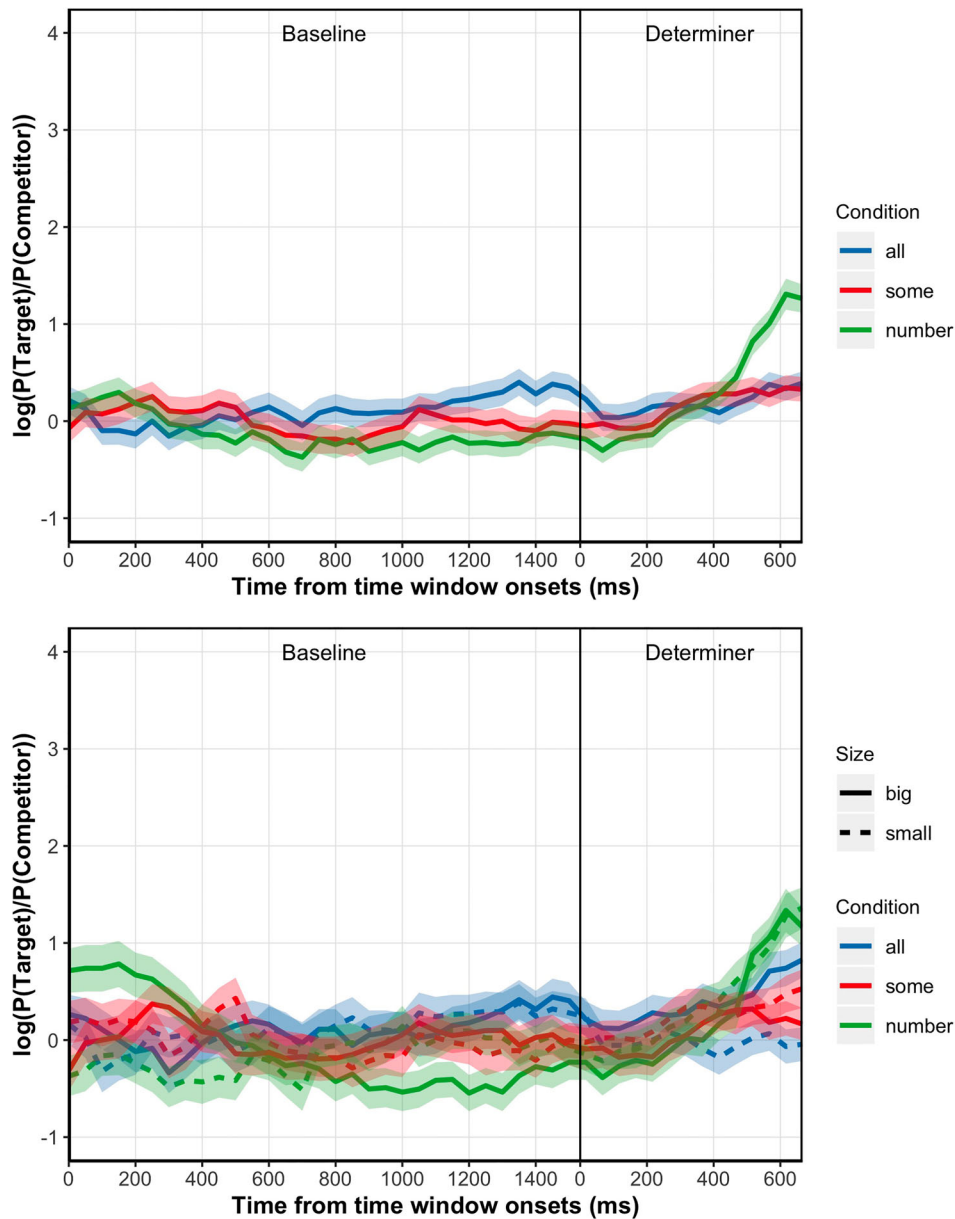 Baseline Determiner
4
3
2
1
0
-1
log(P(Target)/P(Competitor))
0 200 400 600 800 1000 1200 1400 0 200 400 600
Time from time window onsets (ms)
Condition
all
some
number
Baseline Determiner
4
3
2
1
0
-1
log(P(Target)/P(Competitor))
0 200 400 600 800 1000 1200 1400 0 200 400 600
Time from time window onsets (ms)
Size
big
small
Condition
all
some
number